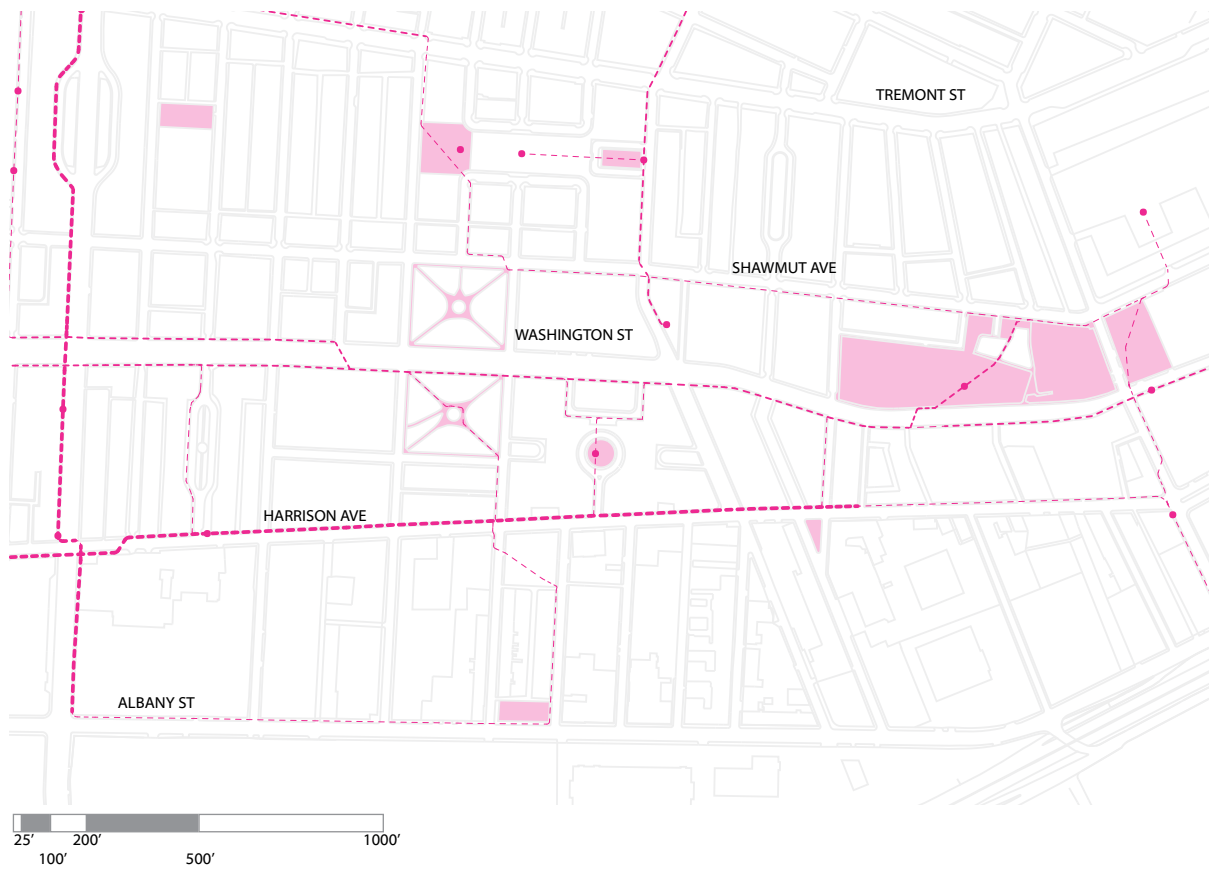 TREMONT ST
SHAWMUT AVE
WASHINGTON ST
HARRISON AVE
ALBANY ST
25’ 200’ 1000’
100’ 500’